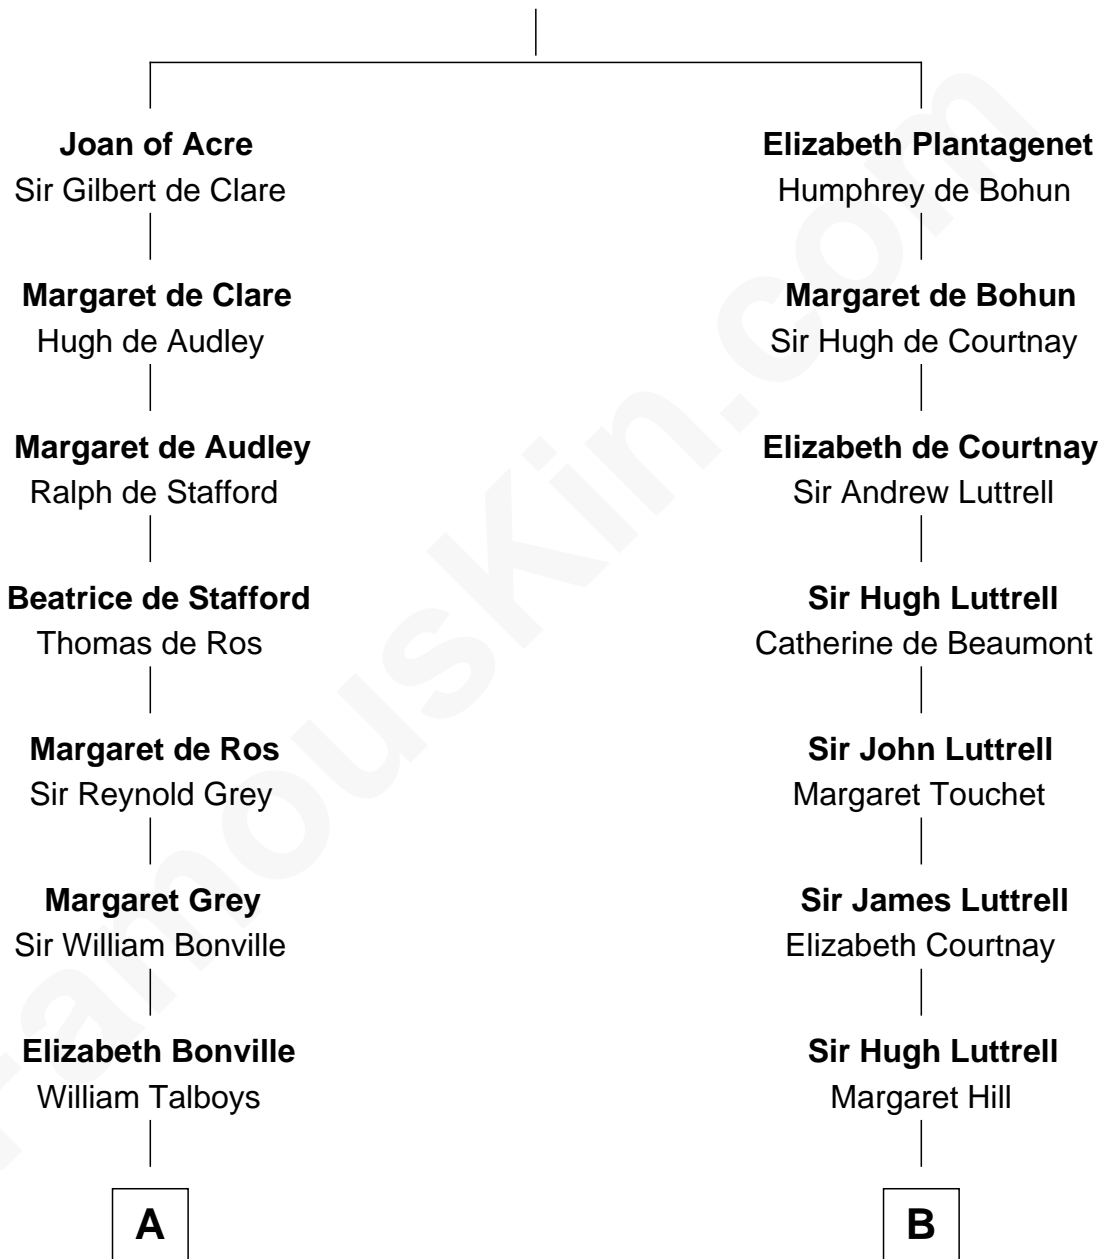 Joan of Acre
Sir Gilbert de Clare
Margaret de Clare
Hugh de Audley
Margaret de Audley
Ralph de Stafford
Beatrice de Stafford
Thomas de Ros
Margaret de Ros
Sir Reynold Grey
Margaret Grey
Sir William Bonville
Elizabeth Bonville
William Talboys
A
Elizabeth Plantagenet
Humphrey de Bohun
Margaret de Bohun
Sir Hugh de Courtnay
Elizabeth de Courtnay
Sir Andrew Luttrell
Sir Hugh Luttrell
Catherine de Beaumont
Sir John Luttrell
Margaret Touchet
Sir James Luttrell
Elizabeth Courtnay
Sir Hugh Luttrell
Margaret Hill
B
FamousKin.com